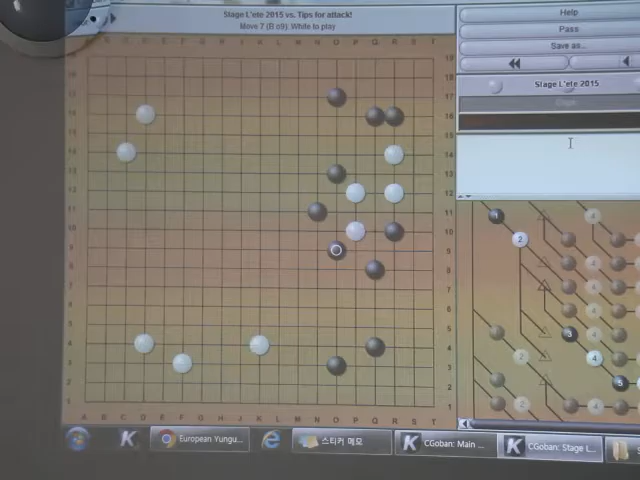 Stage L'ete 2015 vs. Tips for attack!
Move 7 (B o9): White to play
Help
Pass
Save as...
Stage L'ete 2015
A B C D E F G H J K L M N O P Q R S T
European Yungu...
스티커 메모
CGoban: Main ...
CGoban: Stage L...